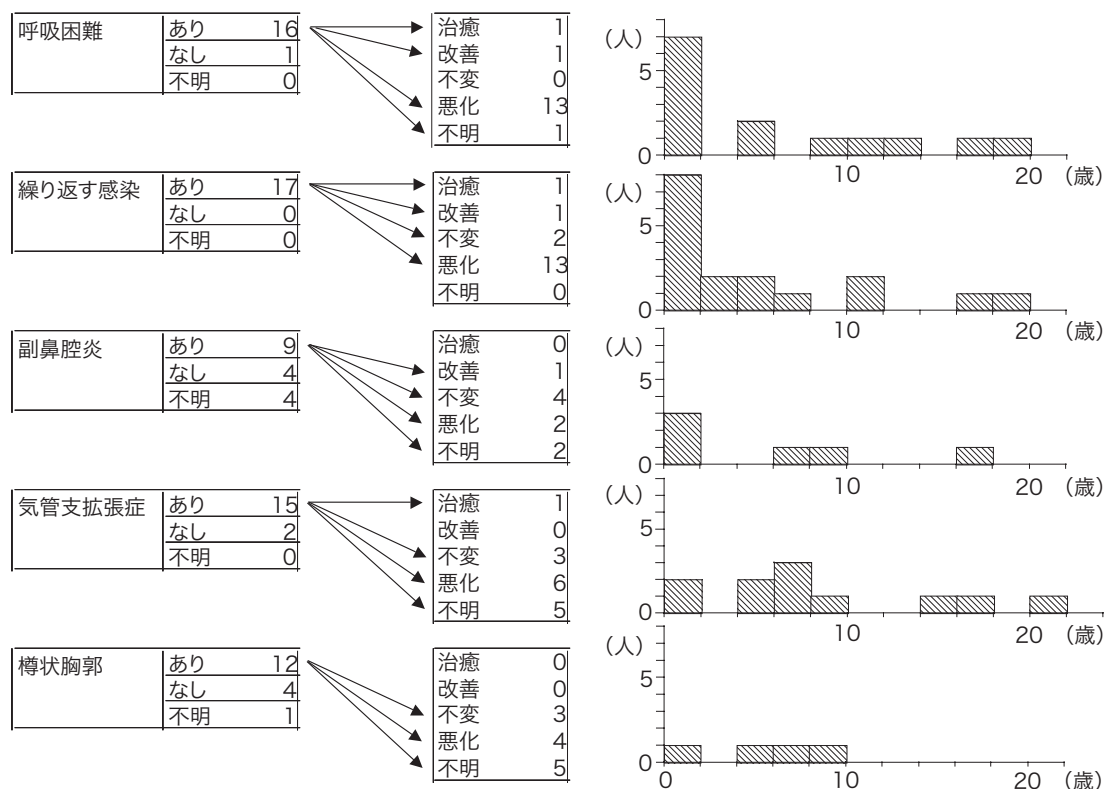 呼吸困難
あり 16
なし 1
不明 0
治癒 1
改善 1
不変 0
悪化 13
不明 1
(人)
5
0
10 20 (歳)
繰り返す感染
あり 17
なし 0
不明 0
治癒 1
改善 1
不変 2
悪化 13
不明 0
(人)
5
0
10 20 (歳)
副鼻腔炎
あり 9
なし 4
不明 4
治癒 0
改善 1
不変 4
悪化 2
不明 2
(人)
5
0
10 20 (歳)
気管支拡張症
あり 15
なし 2
不明 0
治癒 1
改善 0
不変 3
悪化 6
不明 5
(人)
5
0
10 20 (歳)
樽状胸郭
あり 12
なし 4
不明 1
治癒 0
改善 0
不変 3
悪化 4
不明 5
(人)
5
0
0 10 20 (歳)